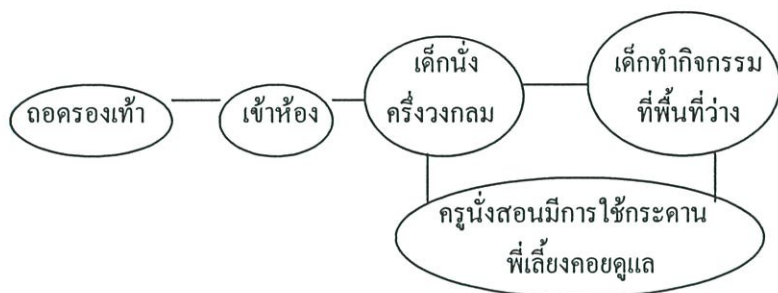 ถอดรองเท้า
เข้าห้อง
เด็กนั่ง
ครึ่งวงกลม
เด็กทำกิจกรรม
ที่พื้นที่ว่าง
ครูนั่งสอนมีการใช้กระดาน
พี่เลี้ยงคอยดูแล